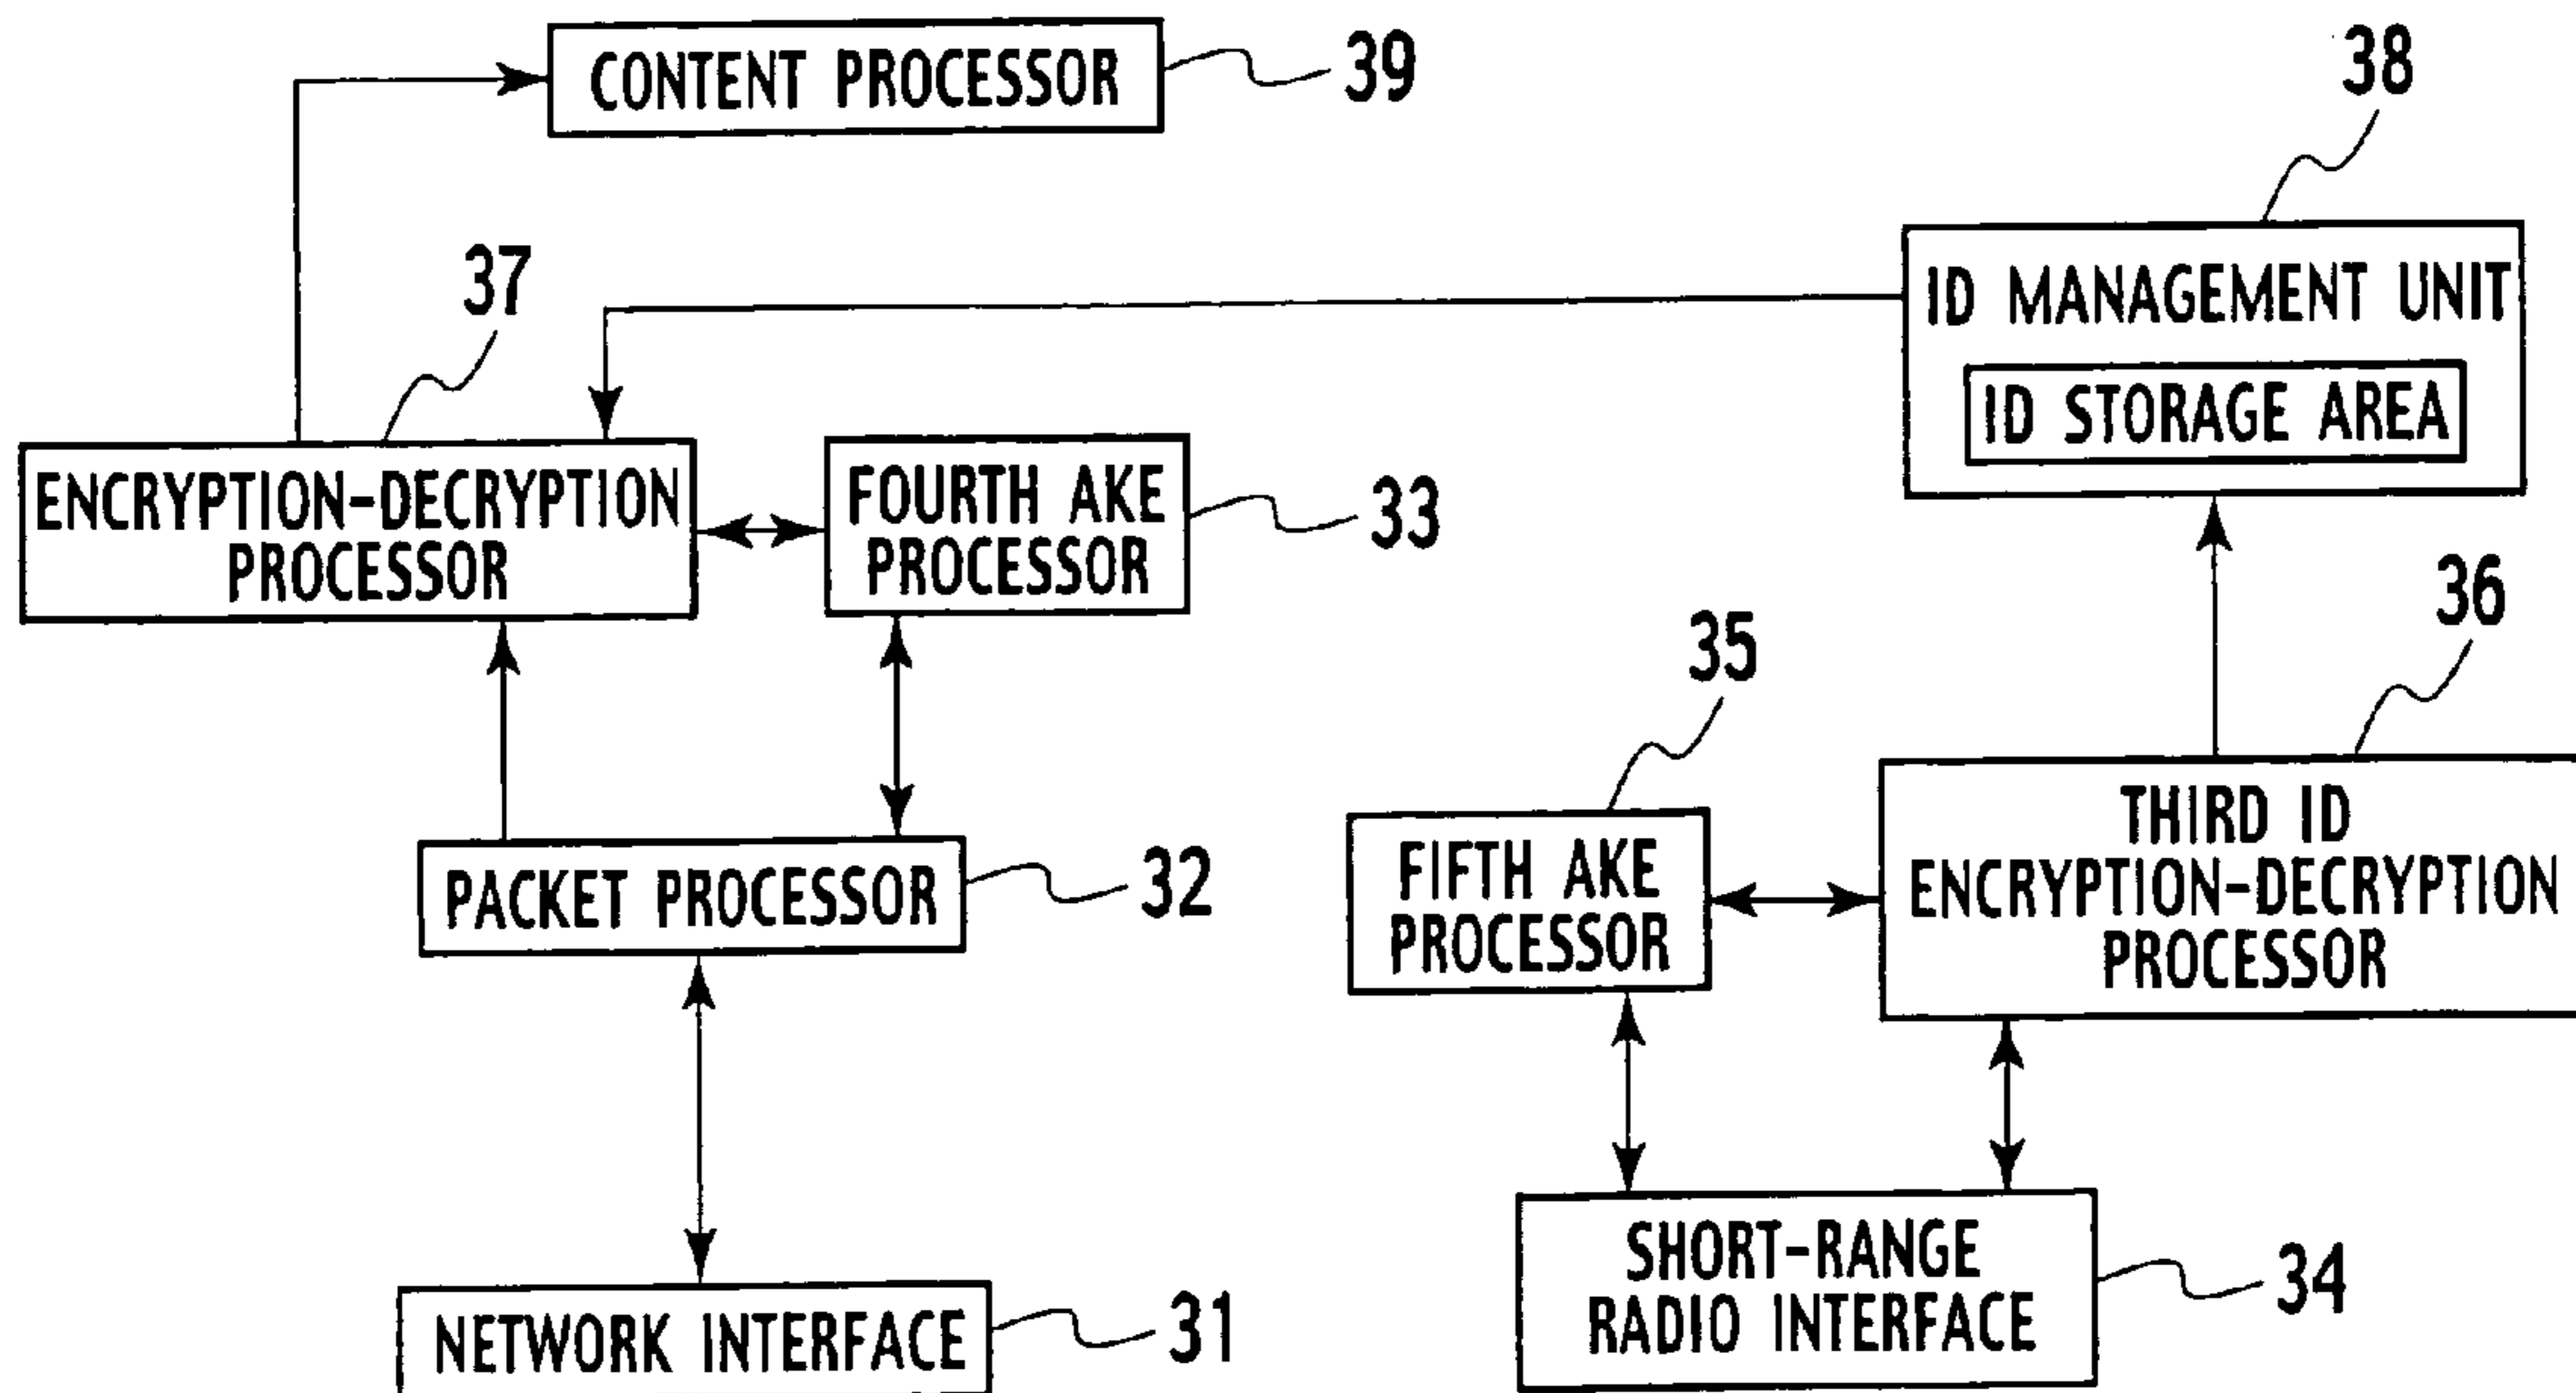 CONTENT PROCESSOR
39
38
ID MANAGEMENT UNIT
ID STORAGE AREA
37
ENCRYPTION-DECRYPTION
PROCESSOR
FOURTH AKE
PROCESSOR
33
36
35
THIRD ID
ENCRYPTION-DECRYPTION
PROCESSOR
FIFTH AKE
PROCESSOR
PACKET PROCESSOR
32
SHORT-RANGE
RADIO INTERFACE
34
NETWORK INTERFACE
31